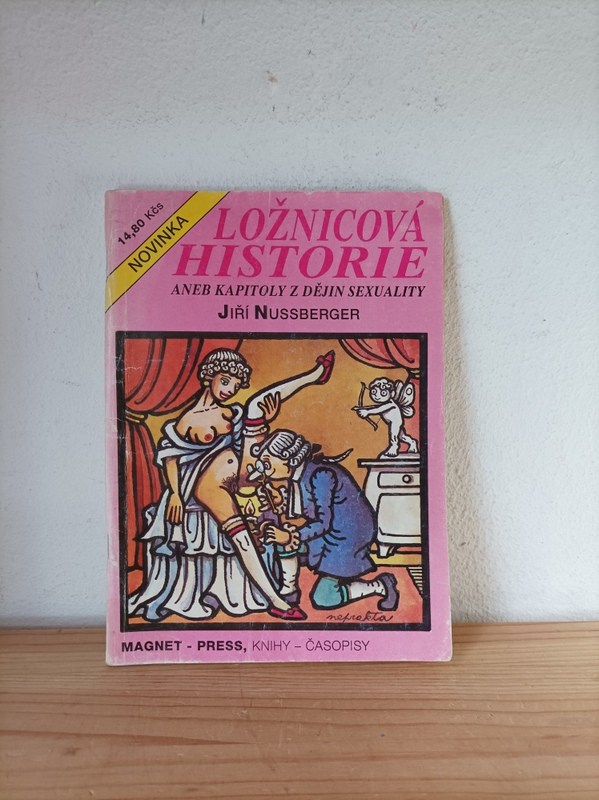 14,80 Kčs
NOVINKA
LOŽNICOVÁ
HISTORIE
ANEB KAPITOLY Z DĚJIN SEXUALITY
JIŘÍ NUSSBERGER
neprakta
MAGNET - PRESS, KNIHY – ČASOPISY